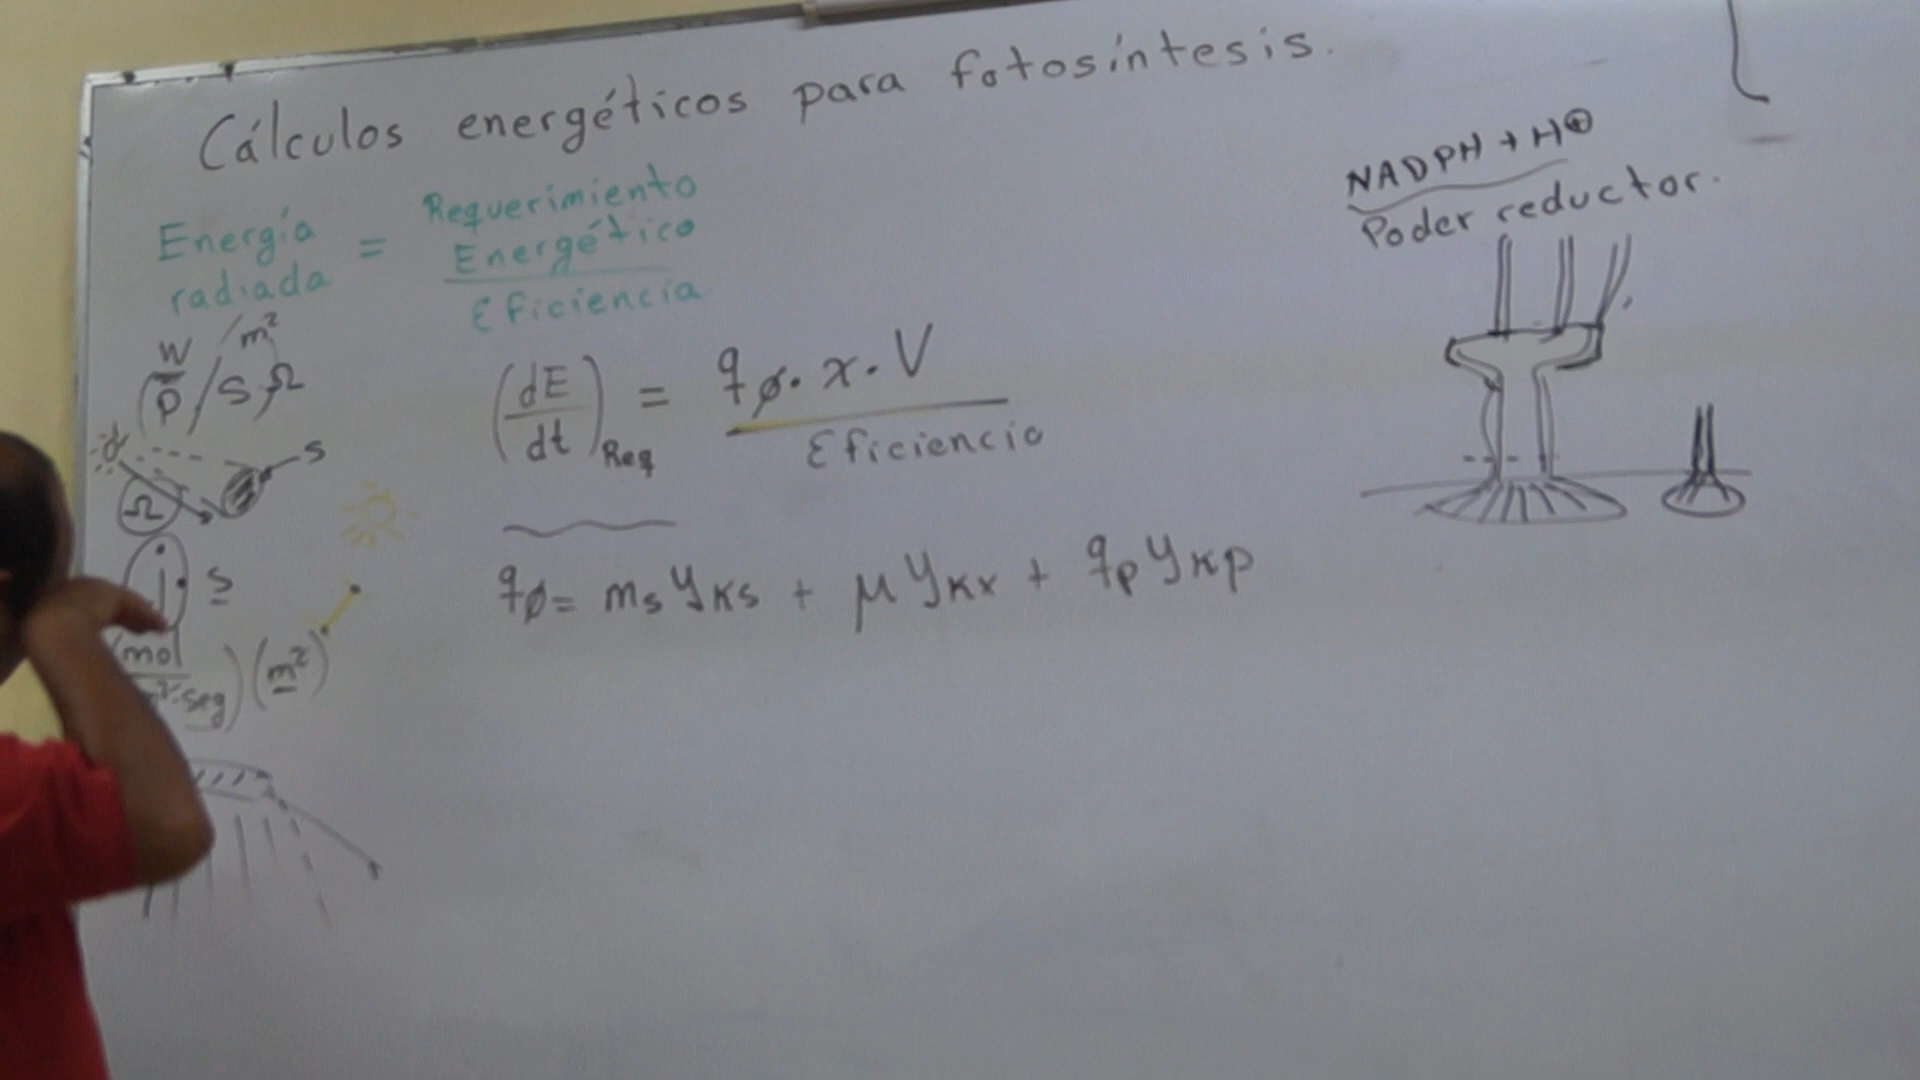 Cálculos energéticos para fotosíntesis.
Energía radiada = Requerimiento Energético / Eficiencia
W / m²
P / S, Ω
S
Ω
S
(mol / m²·seg) (m²)
(dE/dt)Req = qø · x · V / Eficiencia
qø = ms yks + μ ykx + qp ykp
NADPH + H⊕
Poder reductor.